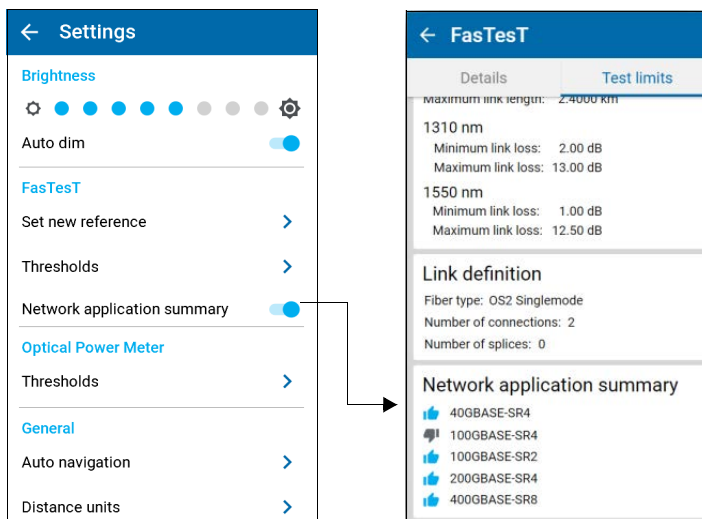 Settings
Brightness
Auto dim
FasTesT
Set new reference
Thresholds
Network application summary
Optical Power Meter
Thresholds
General
Auto navigation
Distance units
FasTesT
Details Test limits
Maximum link length: 2.4000 km
1310 nm
Minimum link loss: 2.00 dB
Maximum link loss: 13.00 dB
1550 nm
Minimum link loss: 1.00 dB
Maximum link loss: 12.50 dB
Link definition
Fiber type: OS2 Singlemode
Number of connections: 2
Number of splices: 0
Network application summary
40GBASE-SR4
100GBASE-SR4
100GBASE-SR2
200GBASE-SR4
400GBASE-SR8